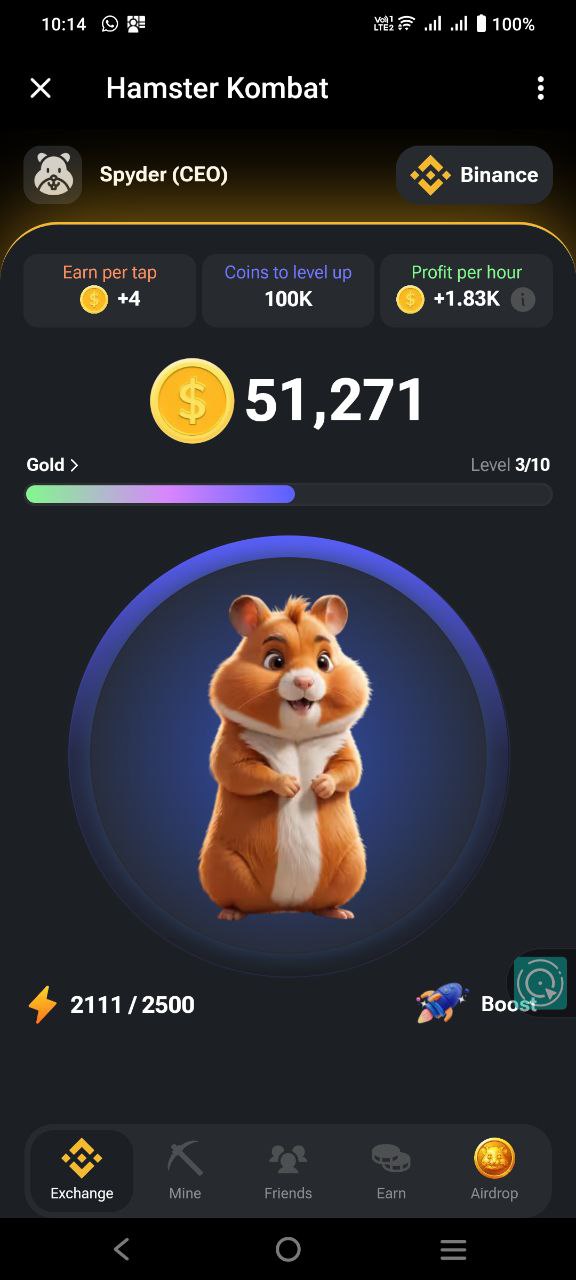 10:14 Vo))1 LTE2 100%
Hamster Kombat
Spyder (CEO) Binance
Earn per tap Coins to level up Profit per hour
$ +4 100K $ +1.83K i
$ 51,271
Gold > Level 3/10
2111 / 2500 Boost
Exchange Mine Friends Earn Airdrop